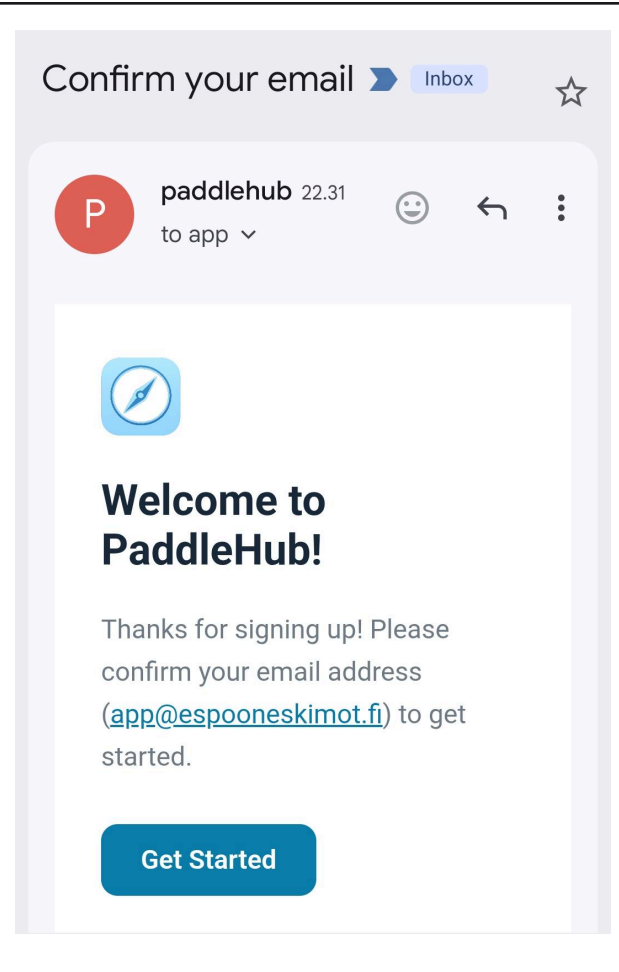 Confirm your email Inbox
P
paddlehub 22.31
to app
Welcome to
PaddleHub!
Thanks for signing up! Please
confirm your email address
(app@espooneskimot.fi) to get
started.
Get Started